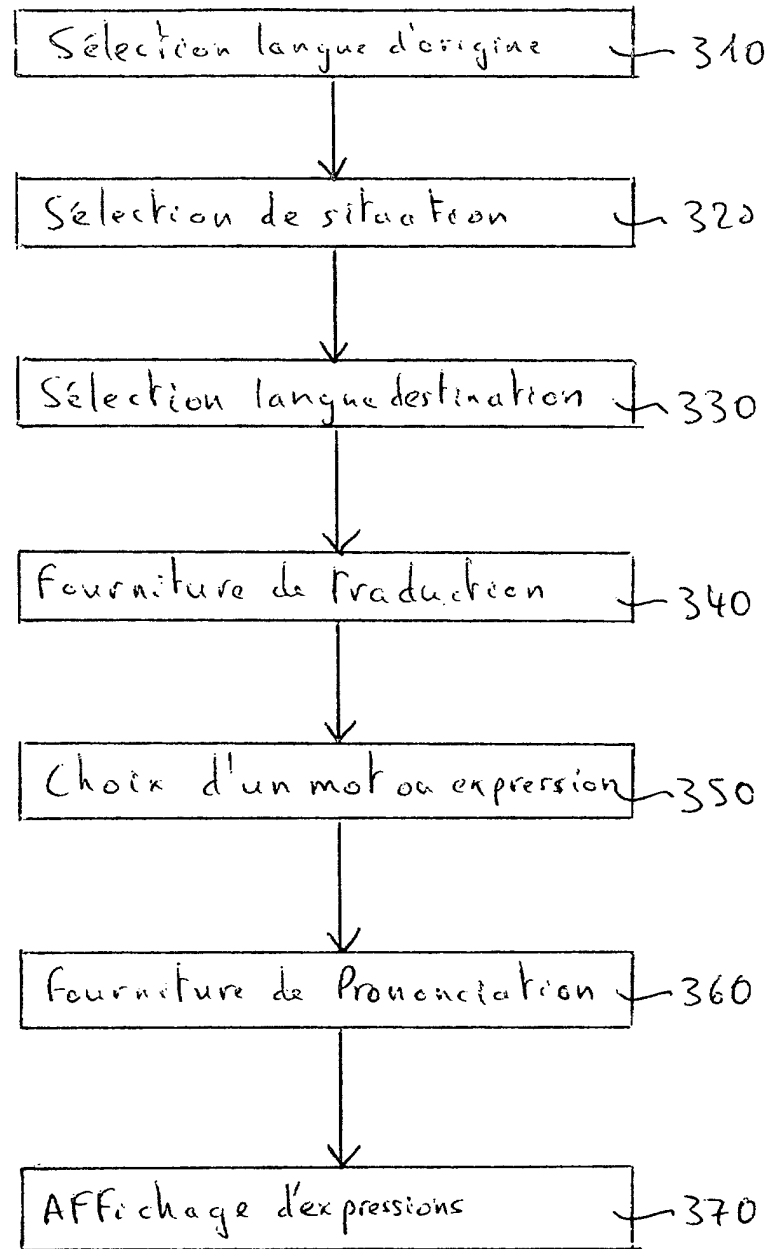 Sélection langue d'origine 310
Sélection de situation 320
Sélection langue destination 330
Fourniture de traduction 340
Choix d'un mot ou expression 350
Fourniture de Prononciation 360
AFFichage d'expressions 370